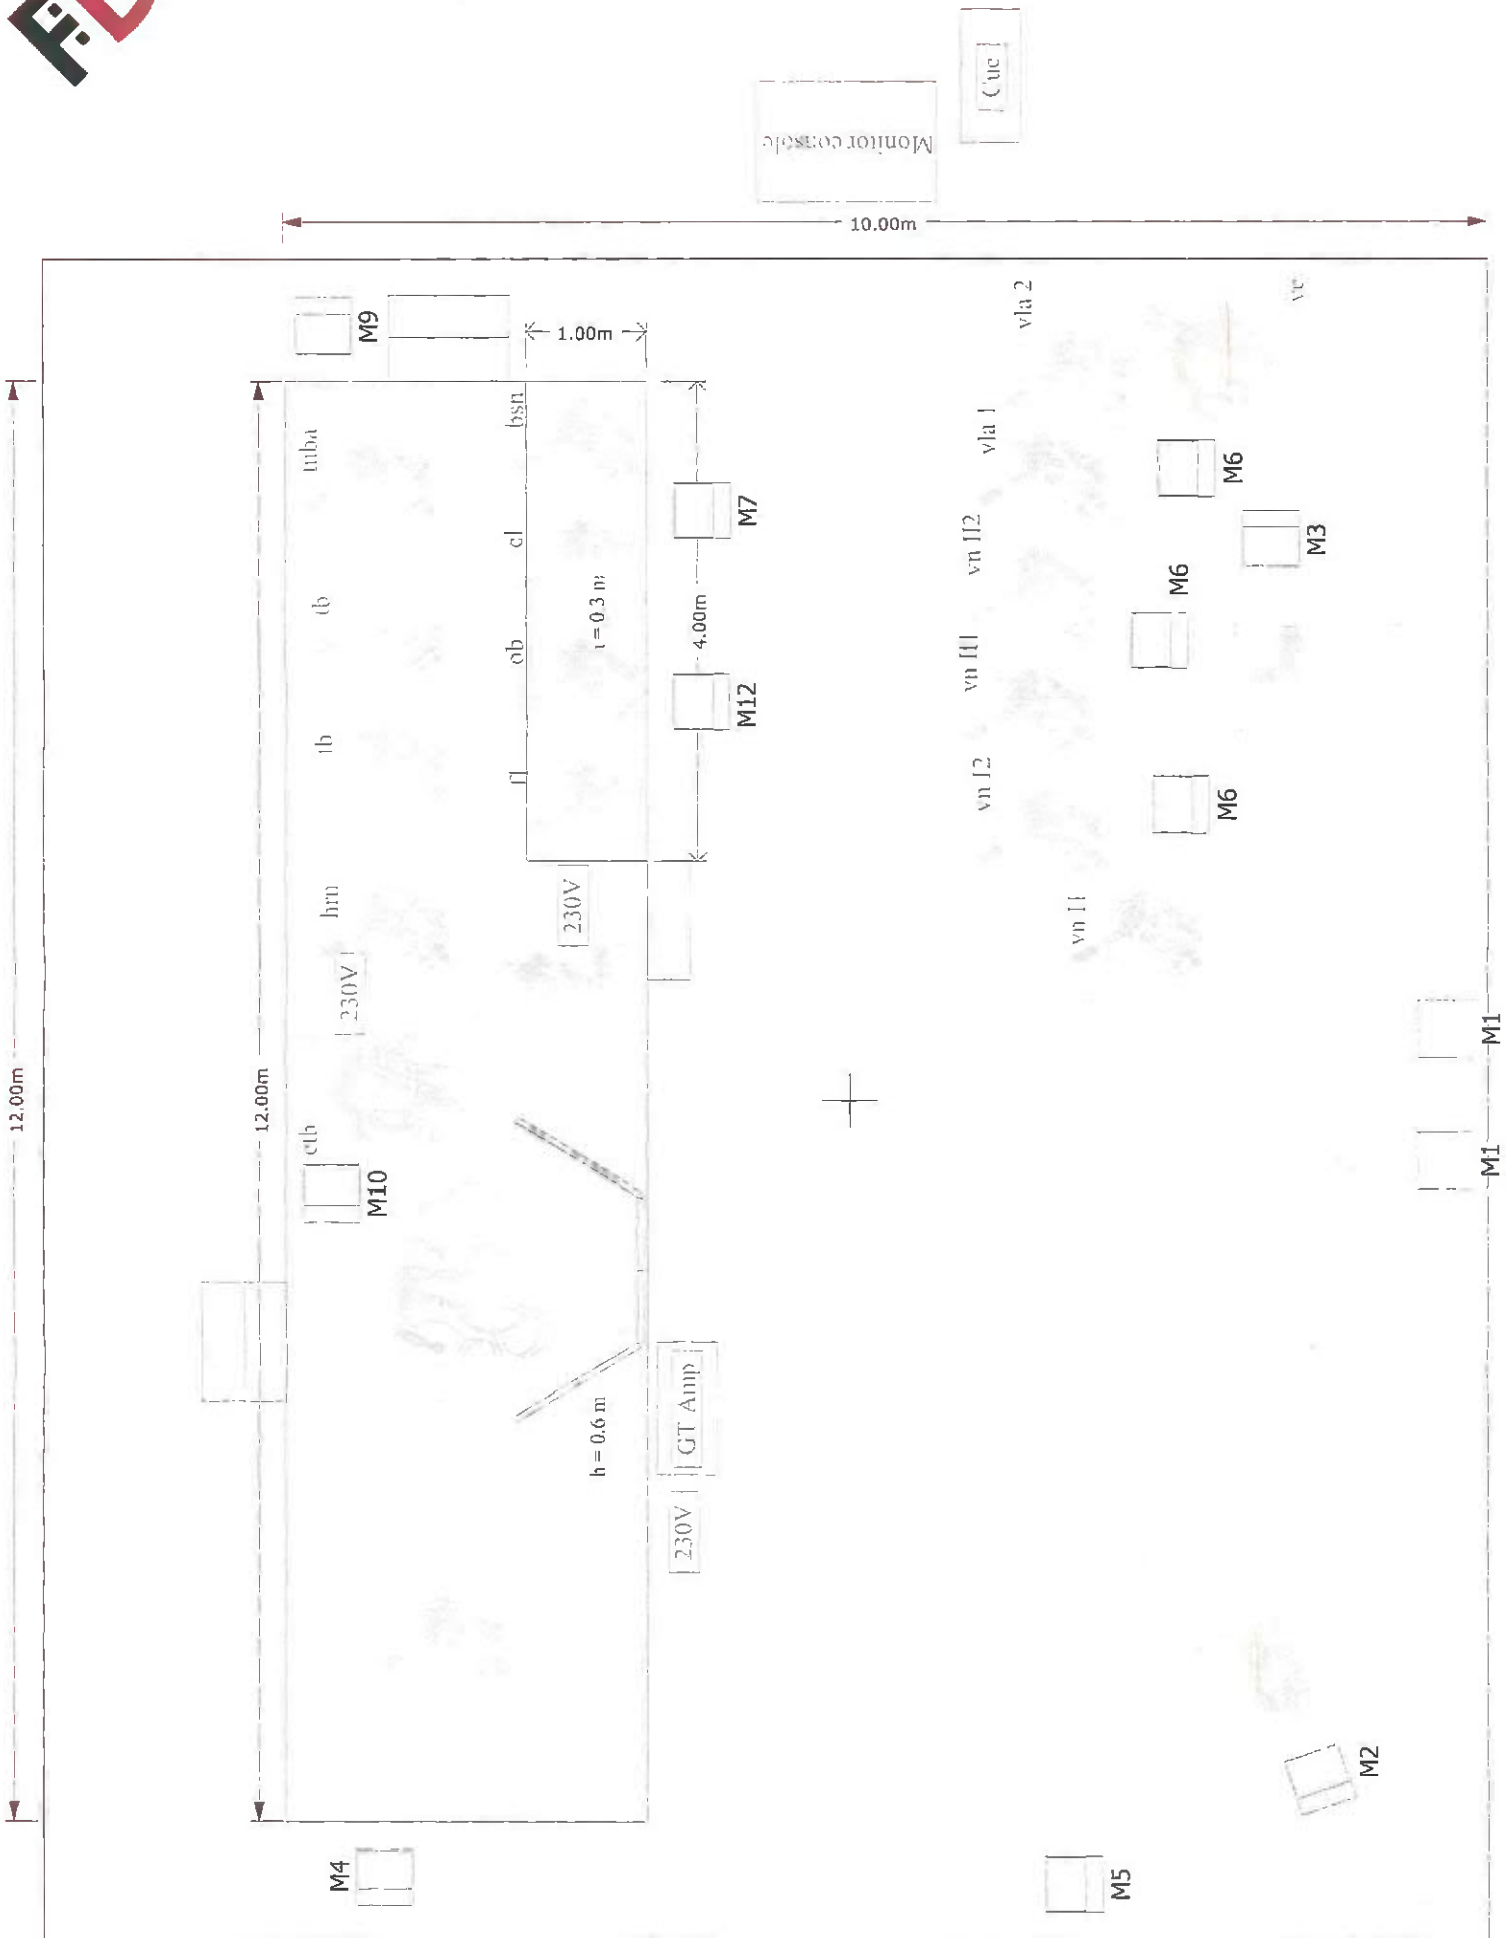 Cue
Monitor console
10.00m
12.00m
12.00m
M9
1.00m
vla 2
vc
tuba
bsn
vla 1
M6
M7
cl
vn II2
M3
tb
= 0.3 m
4.00m
M6
ob
vn II1
M12
tb
fl
vn I2
M6
hrn
230V
vn I1
230V
M1
M10
M1
GT Amp
h = 0.6 m
230V
M2
M4
M5